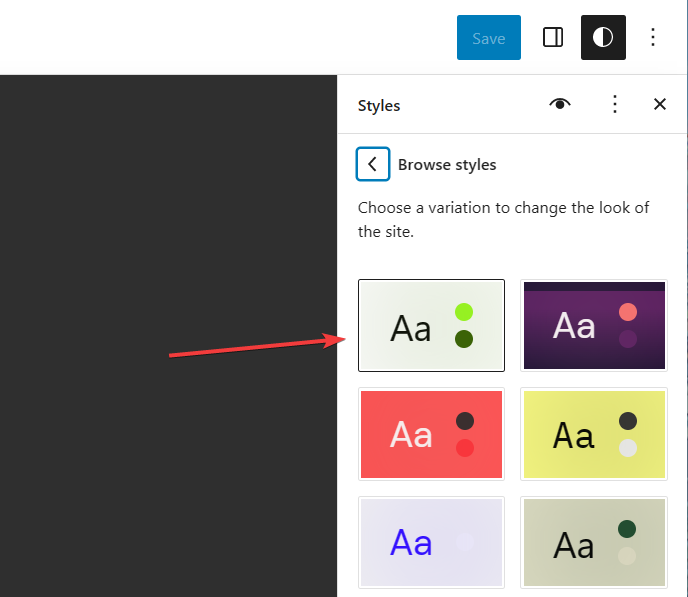 Save
Styles
Browse styles
Choose a variation to change the look of
the site.
Aa
Aa
Aa
Aa
Aa
Aa